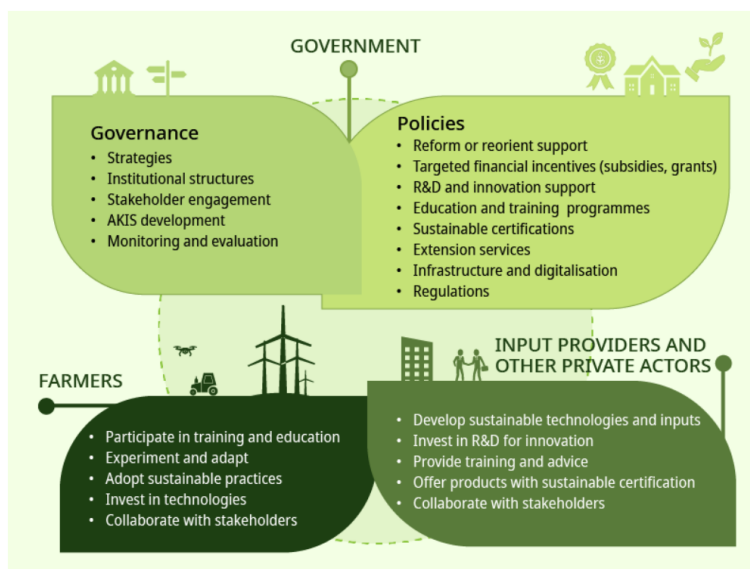 GOVERNMENT
Governance
• Strategies
• Institutional structures
• Stakeholder engagement
• AKIS development
• Monitoring and evaluation
Policies
• Reform or reorient support
• Targeted financial incentives (subsidies, grants)
• R&D and innovation support
• Education and training programmes
• Sustainable certifications
• Extension services
• Infrastructure and digitalisation
• Regulations
FARMERS
• Participate in training and education
• Experiment and adapt
• Adopt sustainable practices
• Invest in technologies
• Collaborate with stakeholders
INPUT PROVIDERS AND
OTHER PRIVATE ACTORS
• Develop sustainable technologies and inputs
• Invest in R&D for innovation
• Provide training and advice
• Offer products with sustainable certification
• Collaborate with stakeholders